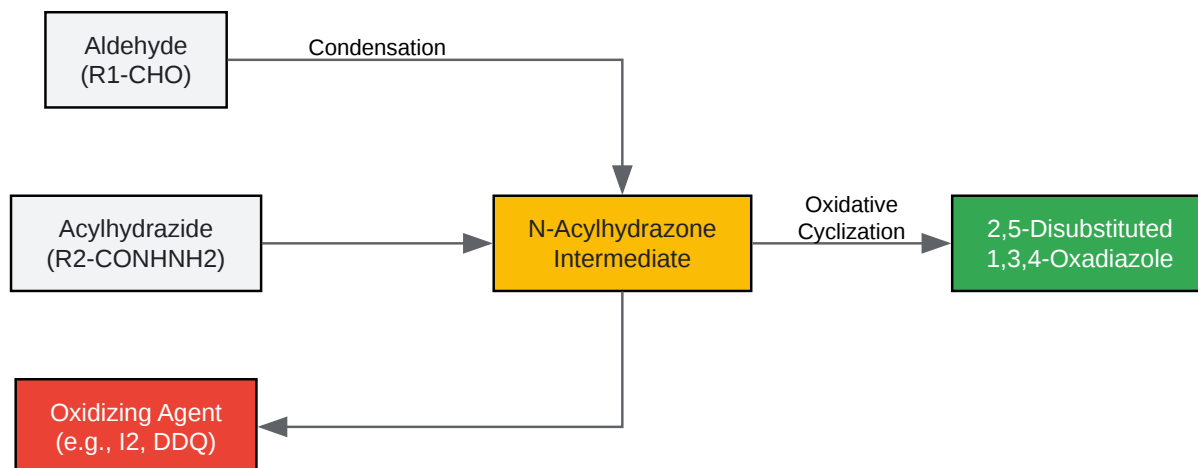 Aldehyde
(R1-CHO)
Condensation
Acylhydrazide
(R2-CONHNH2)
N-Acylhydrazone
Intermediate
Oxidative
Cyclization
2,5-Disubstituted
1,3,4-Oxadiazole
Oxidizing Agent
(e.g., I2, DDQ)